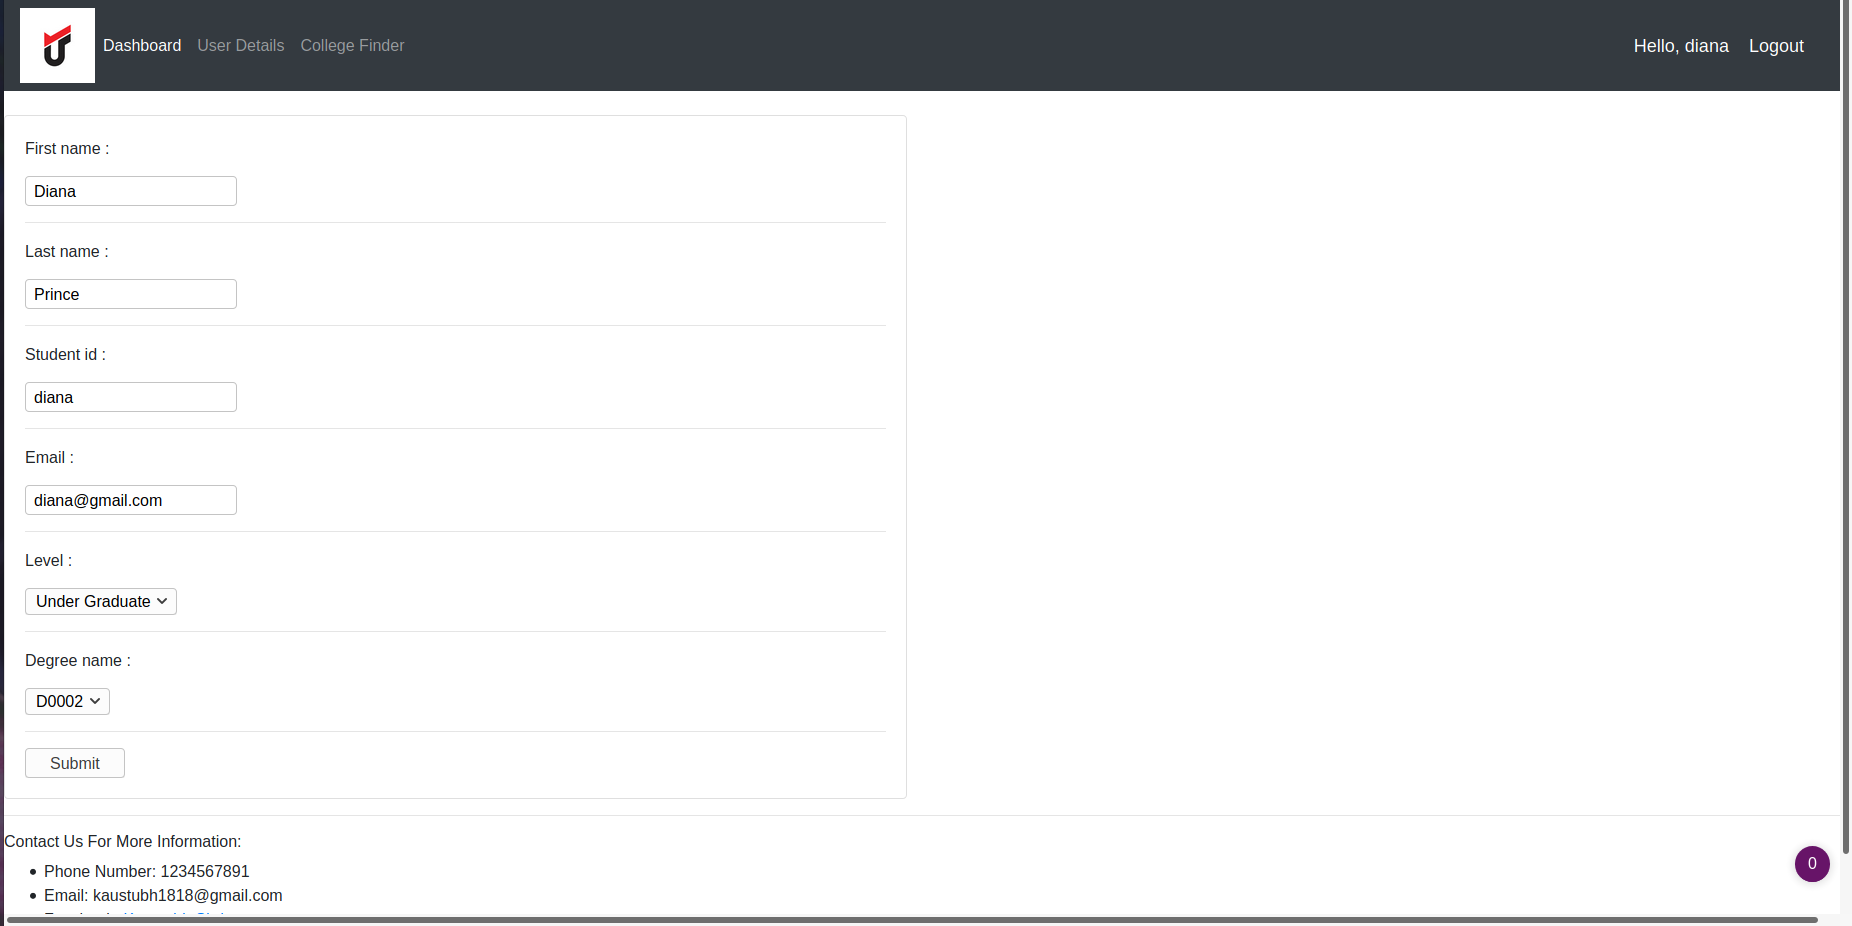 Dashboard User Details College Finder Hello, diana Logout
First name :
Diana
Last name :
Prince
Student id :
diana
Email :
diana@gmail.com
Level :
Under Graduate
Degree name :
D0002
Submit
Contact Us For More Information:
Phone Number: 1234567891
Email: kaustubh1818@gmail.com
0